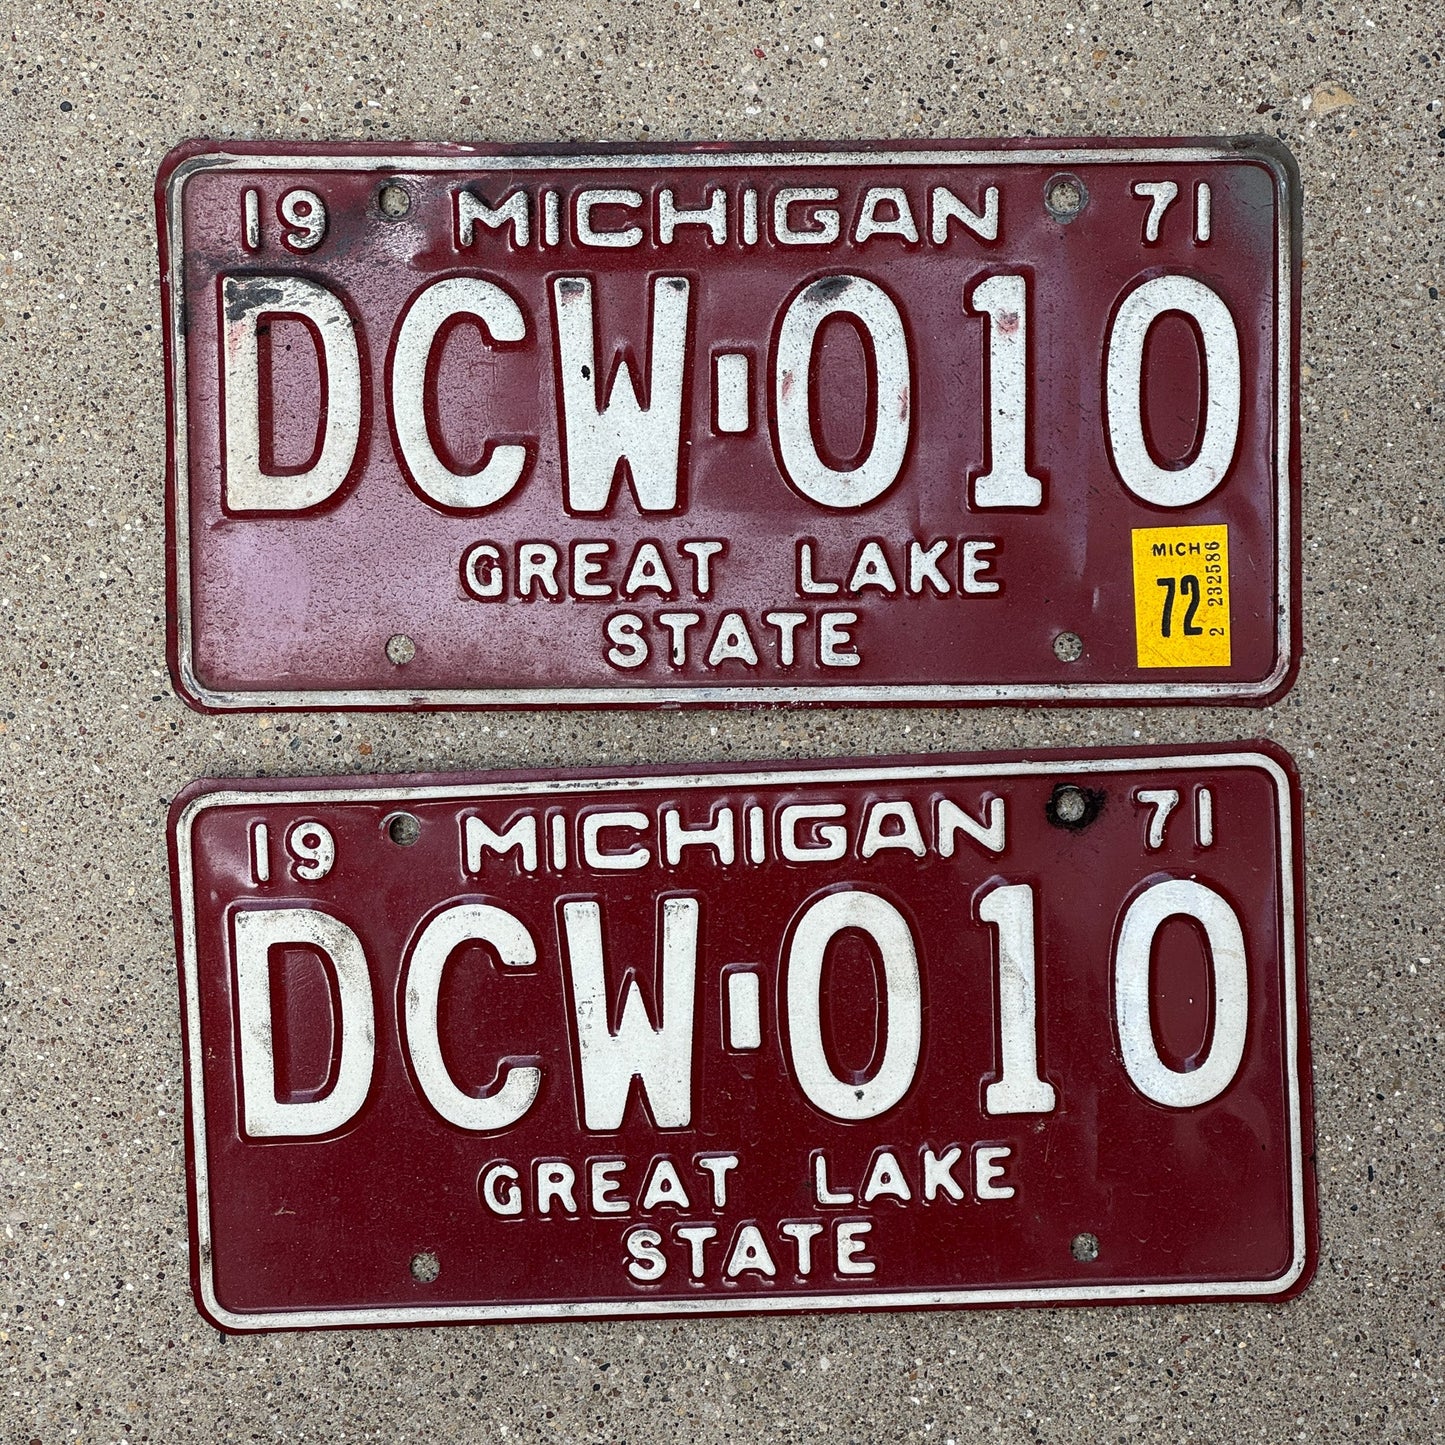 19 MICHIGAN 71
DCW-010
GREAT LAKE
STATE
MICH
72
2 232586
19 MICHIGAN 71
DCW-010
GREAT LAKE
STATE